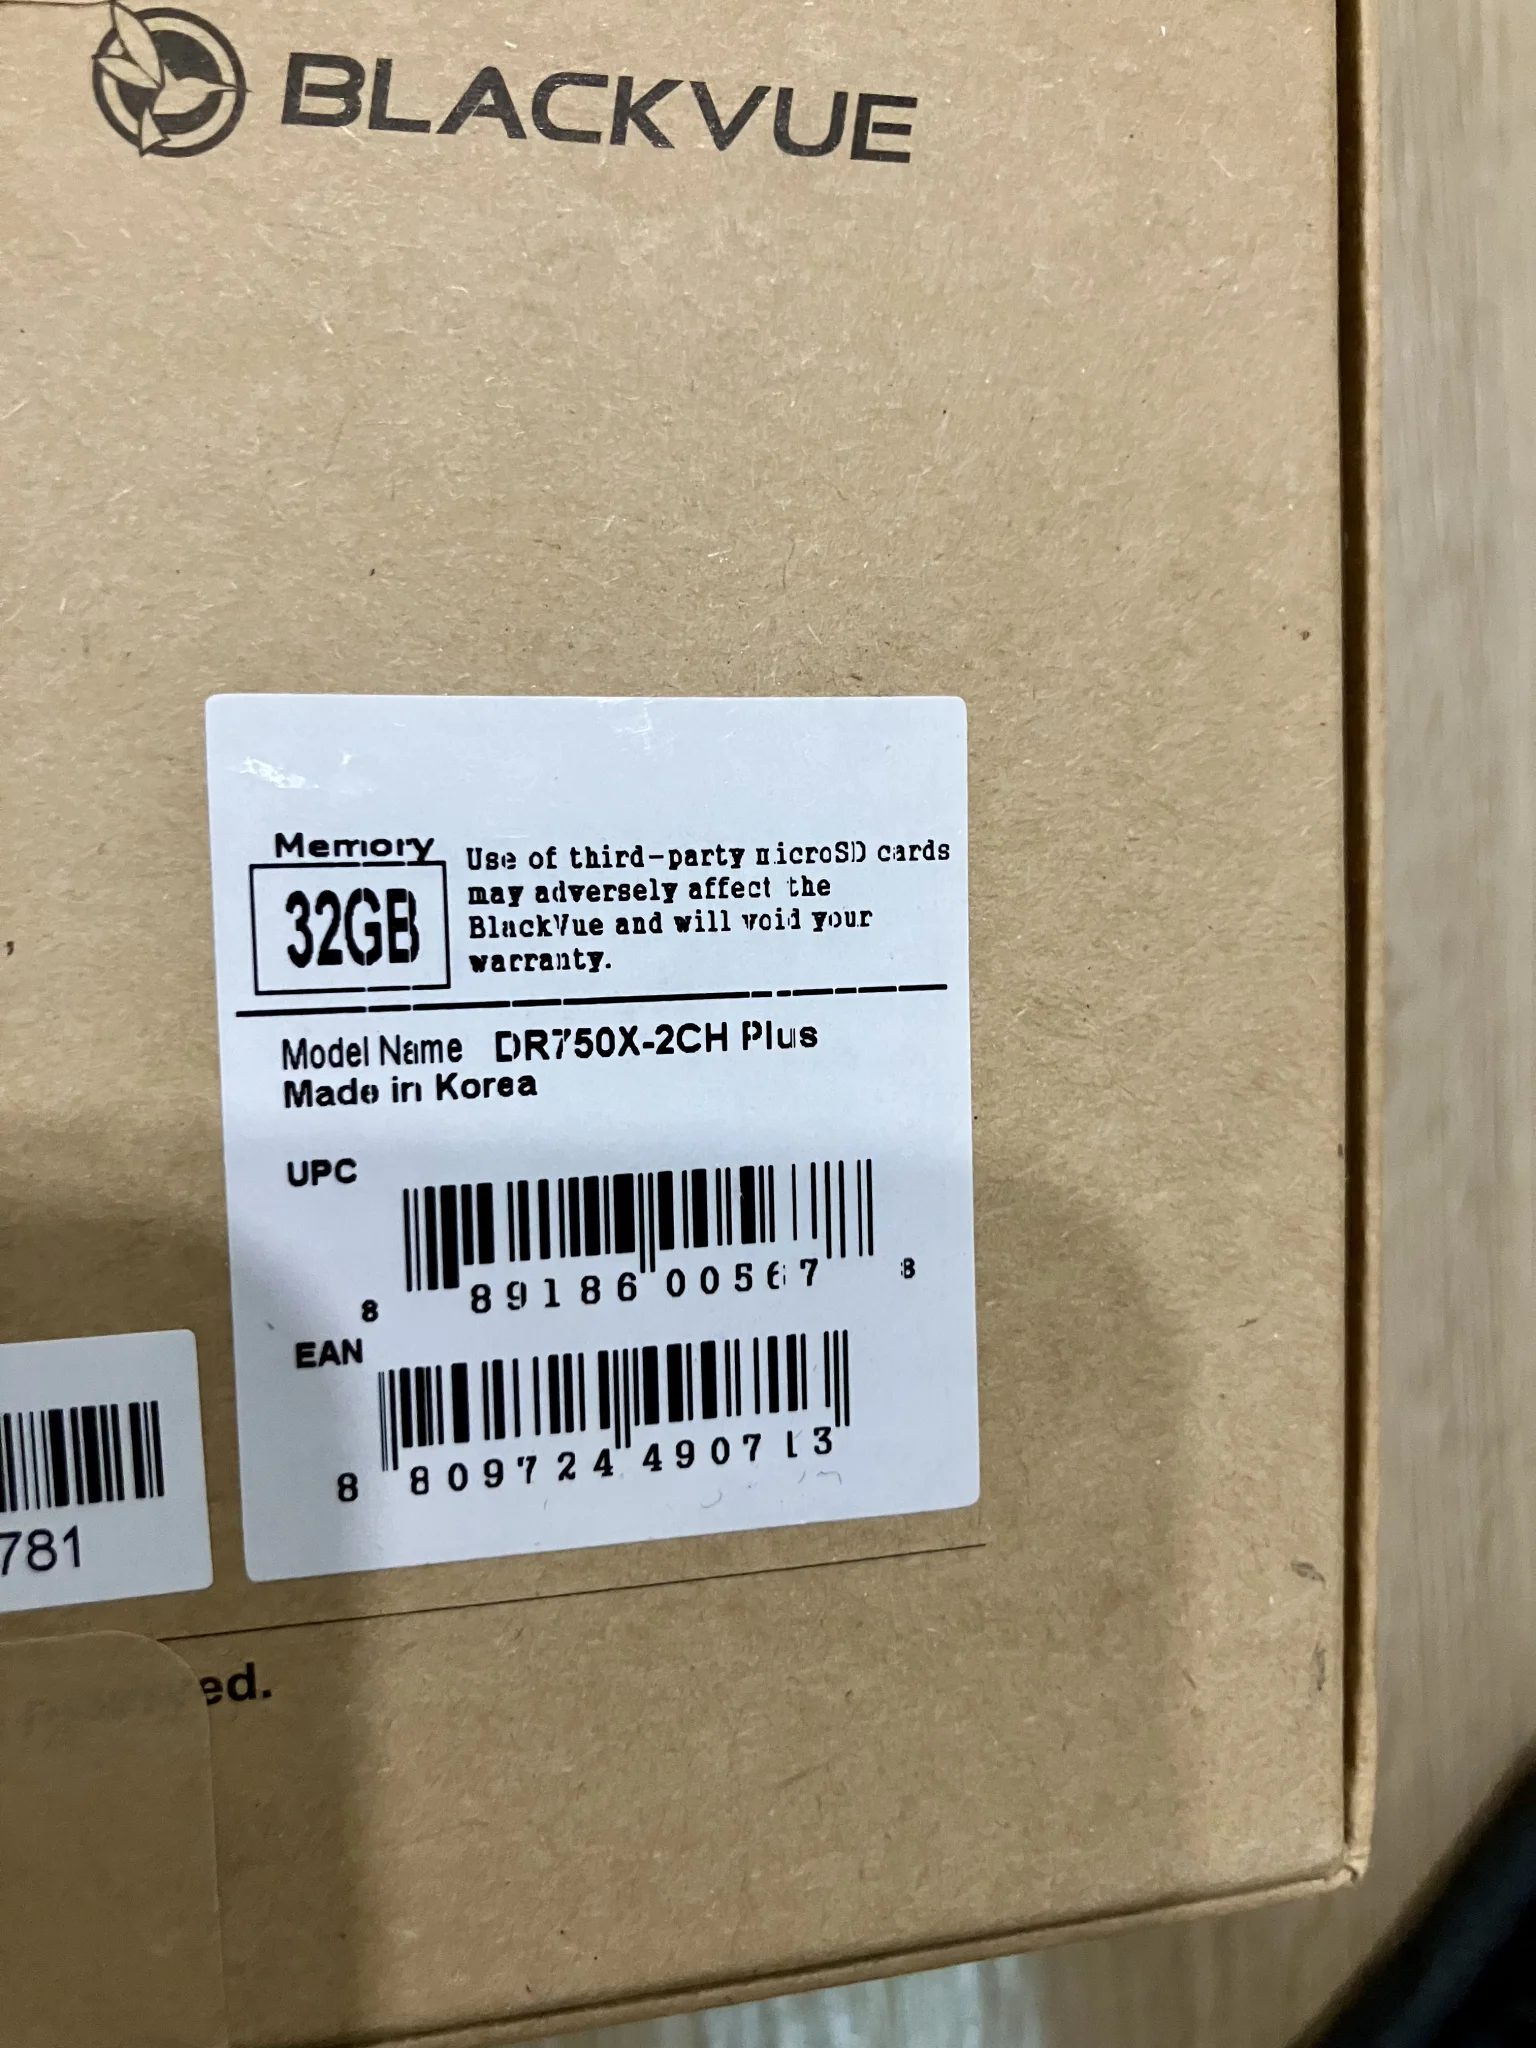 BLACKVUE
Memory
32GB
Use of third-party microSD cards
may adversely affect the
BlackVue and will void your
warranty.
Model Name DR750X-2CH Plus
Made in Korea
UPC
8 89186 00567 8
EAN
8 809724 490713
781
ed.